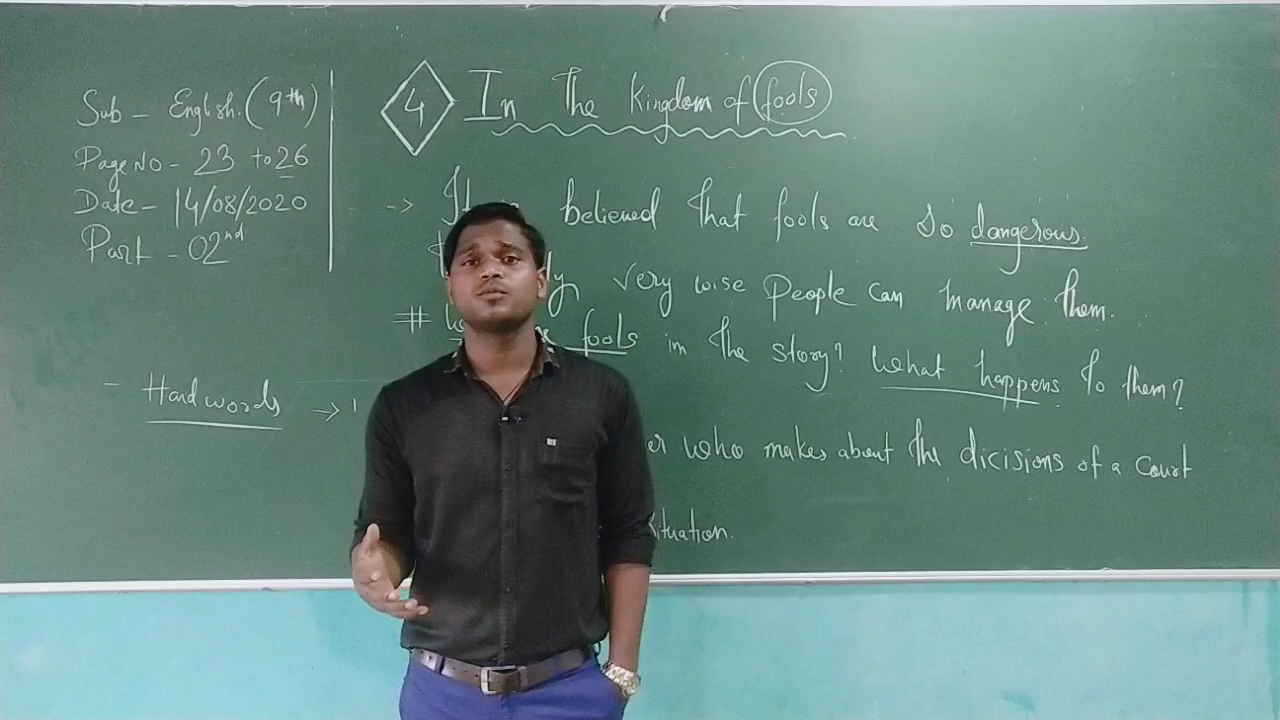 Sub - English. (9th)
Page No - 23 to 26
Date - 14/08/2020
Part - 02nd
4 In The Kingdom of fools
-> believed That fools are so dangerous.
very wise People can manage Them.
# fools in The story? What happens To them?
- Hard words ->
who makes about the dicisions of a Court
situation.